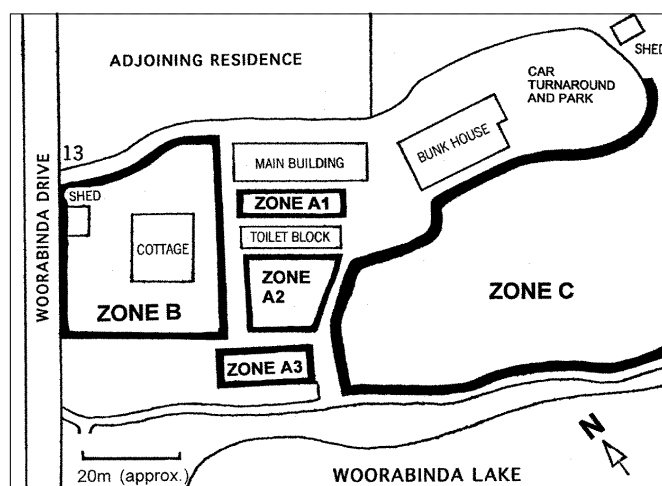 SHED
ADJOINING RESIDENCE
CAR
TURNAROUND
AND PARK
BUNK HOUSE
13
MAIN BUILDING
SHED
ZONE A1
TOILET BLOCK
COTTAGE
ZONE
A2
ZONE B
ZONE C
WOORABINDA DRIVE
ZONE A3
N
20m (approx.)
WOORABINDA LAKE